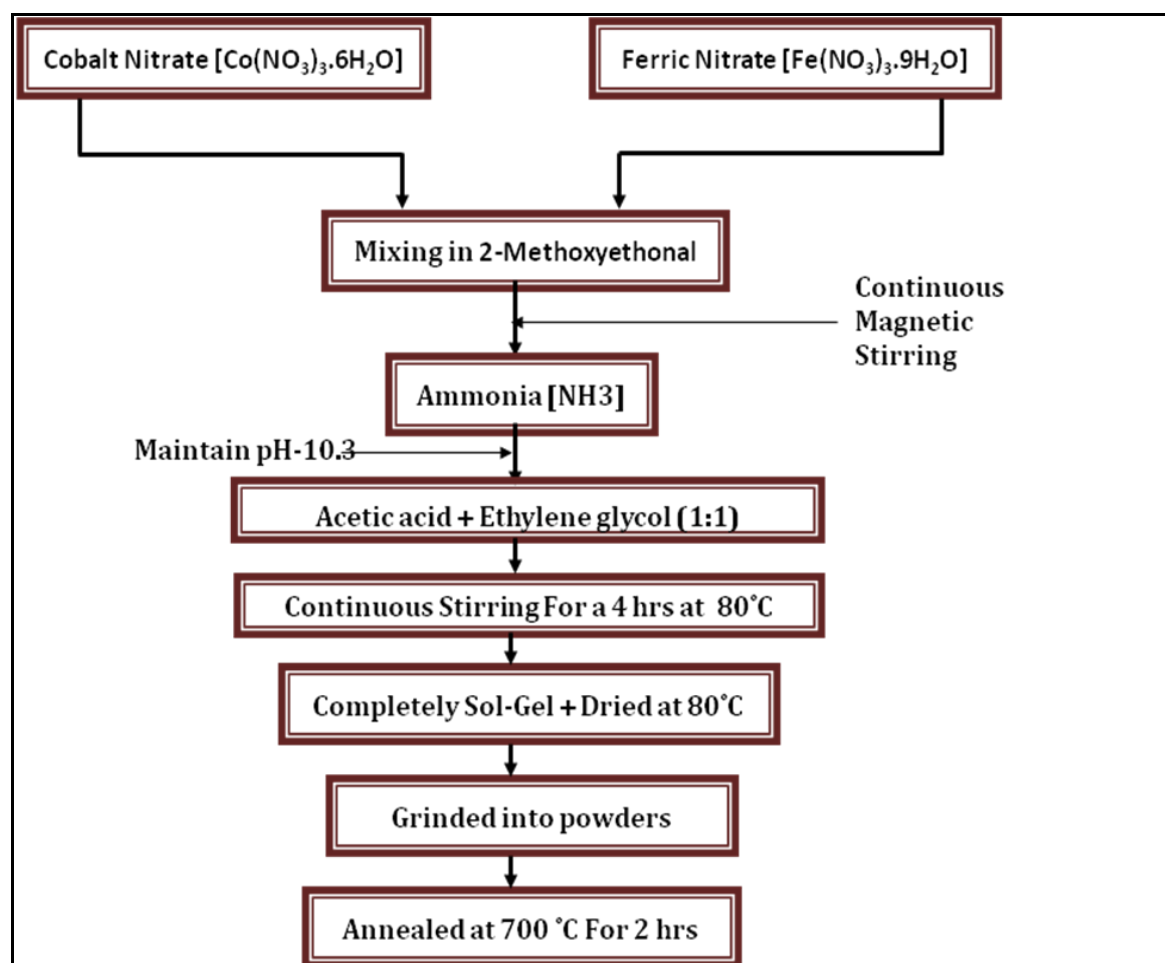 Cobalt Nitrate [Co(NO₃)₃.6H₂O]
Ferric Nitrate [Fe(NO₃)₃.9H₂O]
Mixing in 2-Methoxyethonal
Continuous
Magnetic
Stirring
Ammonia [NH3]
Maintain pH-10.3
Acetic acid + Ethylene glycol (1:1)
Continuous Stirring For a 4 hrs at 80°C
Completely Sol-Gel + Dried at 80°C
Grinded into powders
Annealed at 700 °C For 2 hrs